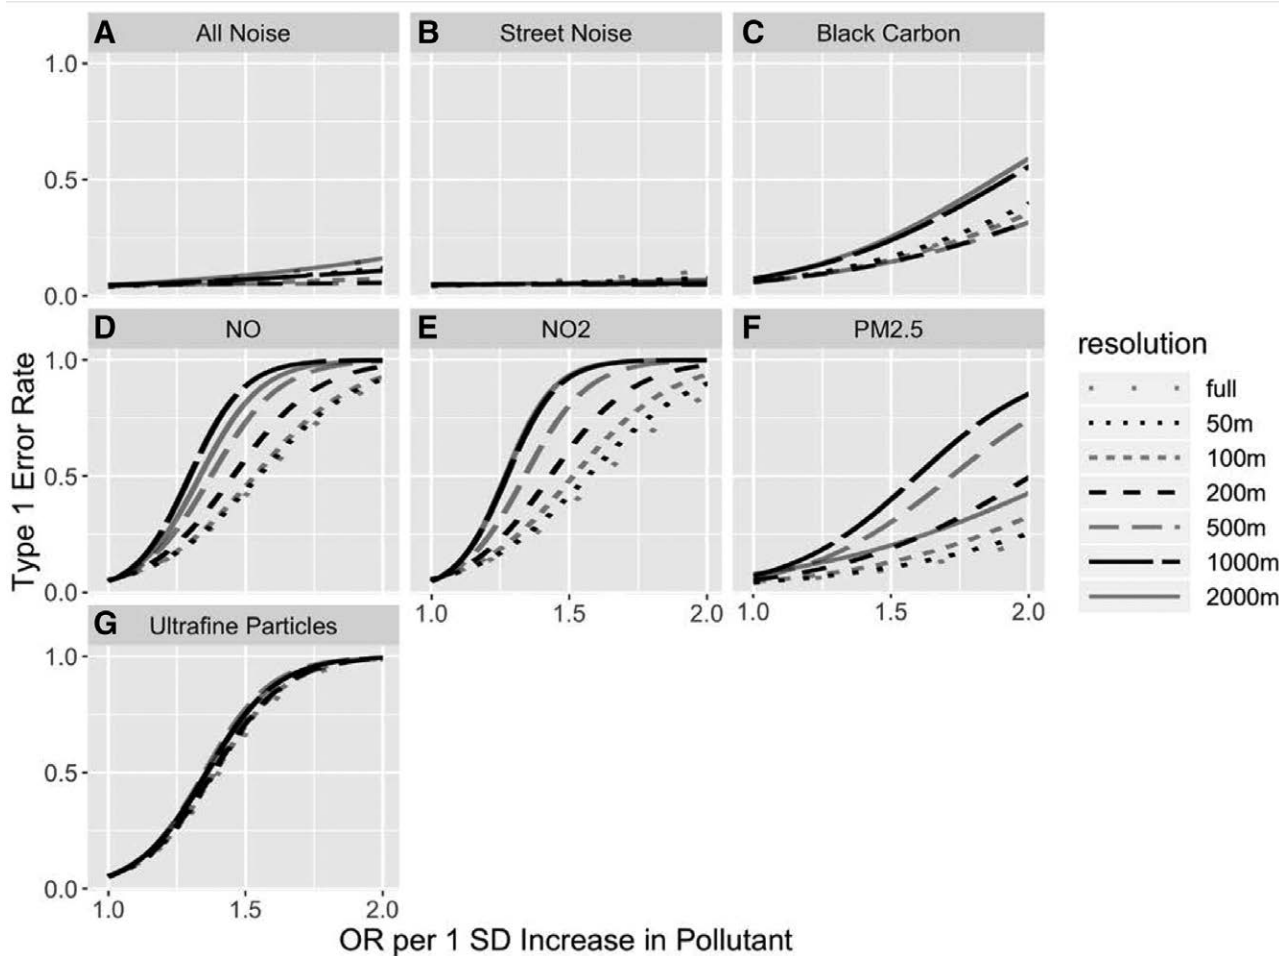 A All Noise
B Street Noise
C Black Carbon
1.0
0.5
0.0
D NO
E NO2
F PM2.5
1.0
0.5
0.0
1.0 1.5 2.0
1.0 1.5 2.0
G Ultrafine Particles
1.0
0.5
0.0
1.0 1.5 2.0
Type 1 Error Rate
OR per 1 SD Increase in Pollutant
resolution
full
50m
100m
200m
500m
1000m
2000m